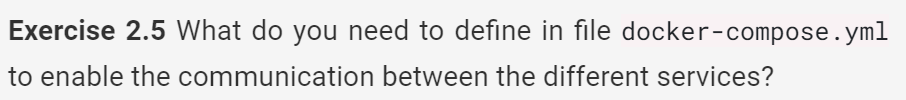 Exercise 2.5 What do you need to define in file docker-compose.yml
to enable the communication between the different services?